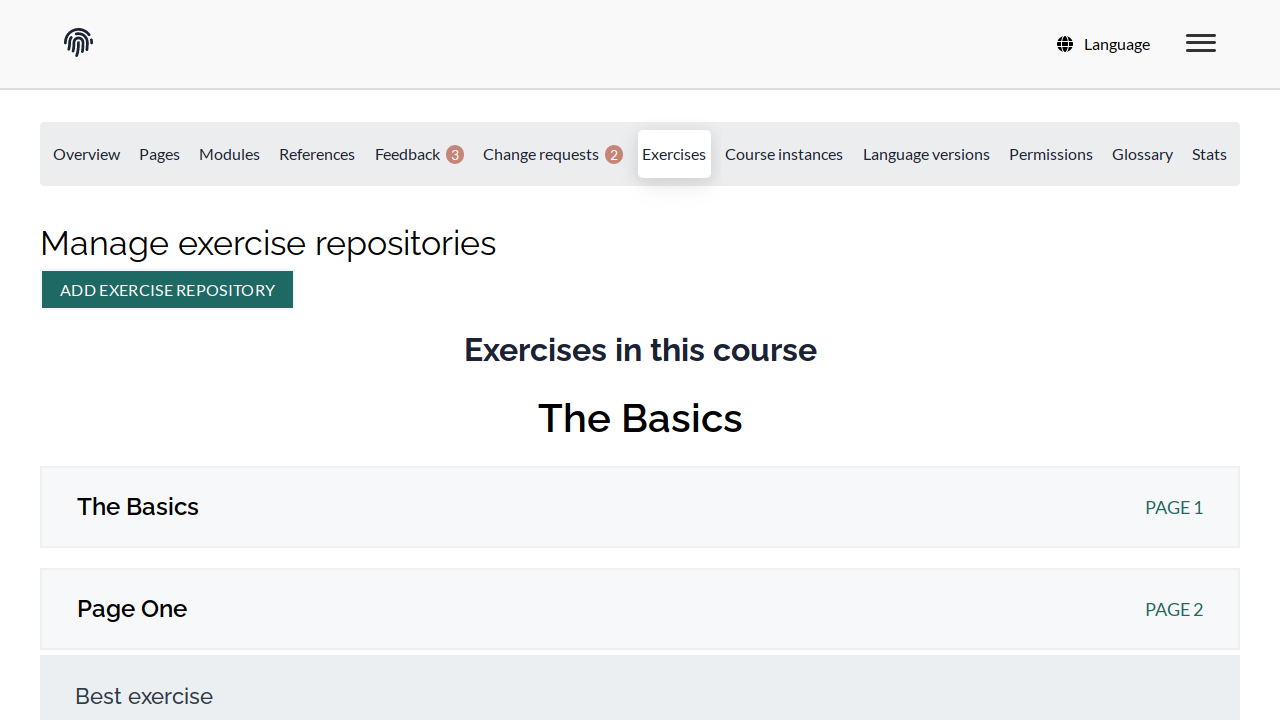 Language
Overview Pages Modules References Feedback 3 Change requests 2 Exercises Course instances Language versions Permissions Glossary Stats
Manage exercise repositories
ADD EXERCISE REPOSITORY
Exercises in this course
The Basics
The Basics PAGE 1
Page One PAGE 2
Best exercise